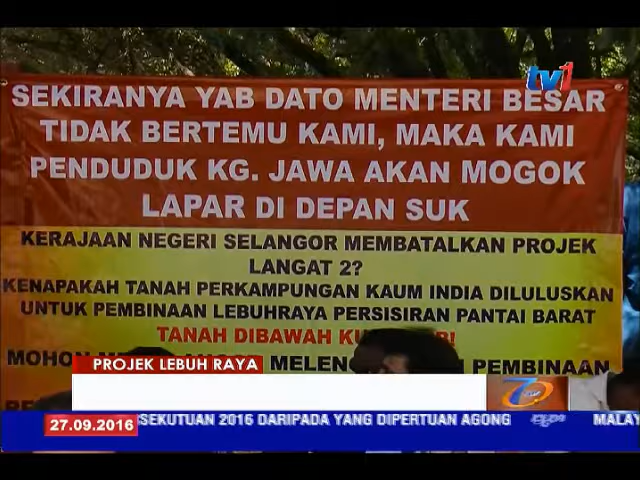 tv1
SEKIRANYA YAB DATO MENTERI BESAR
TIDAK BERTEMU KAMI, MAKA KAMI
PENDUDUK KG. JAWA AKAN MOGOK
LAPAR DI DEPAN SUK
KERAJAAN NEGERI SELANGOR MEMBATALKAN PROJEK
LANGAT 2?
KENAPAKAH TANAH PERKAMPUNGAN KAUM INDIA DILULUSKAN
UNTUK PEMBINAAN LEBUHRAYA PERSISIRAN PANTAI BARAT
TANAH DIBAWAH
MOHON PEMBINAAN
PROJEK LEBUH RAYA
27.09.2016 SEKUTUAN 2016 DARIPADA YANG DIPERTUAN AGONG MALAY